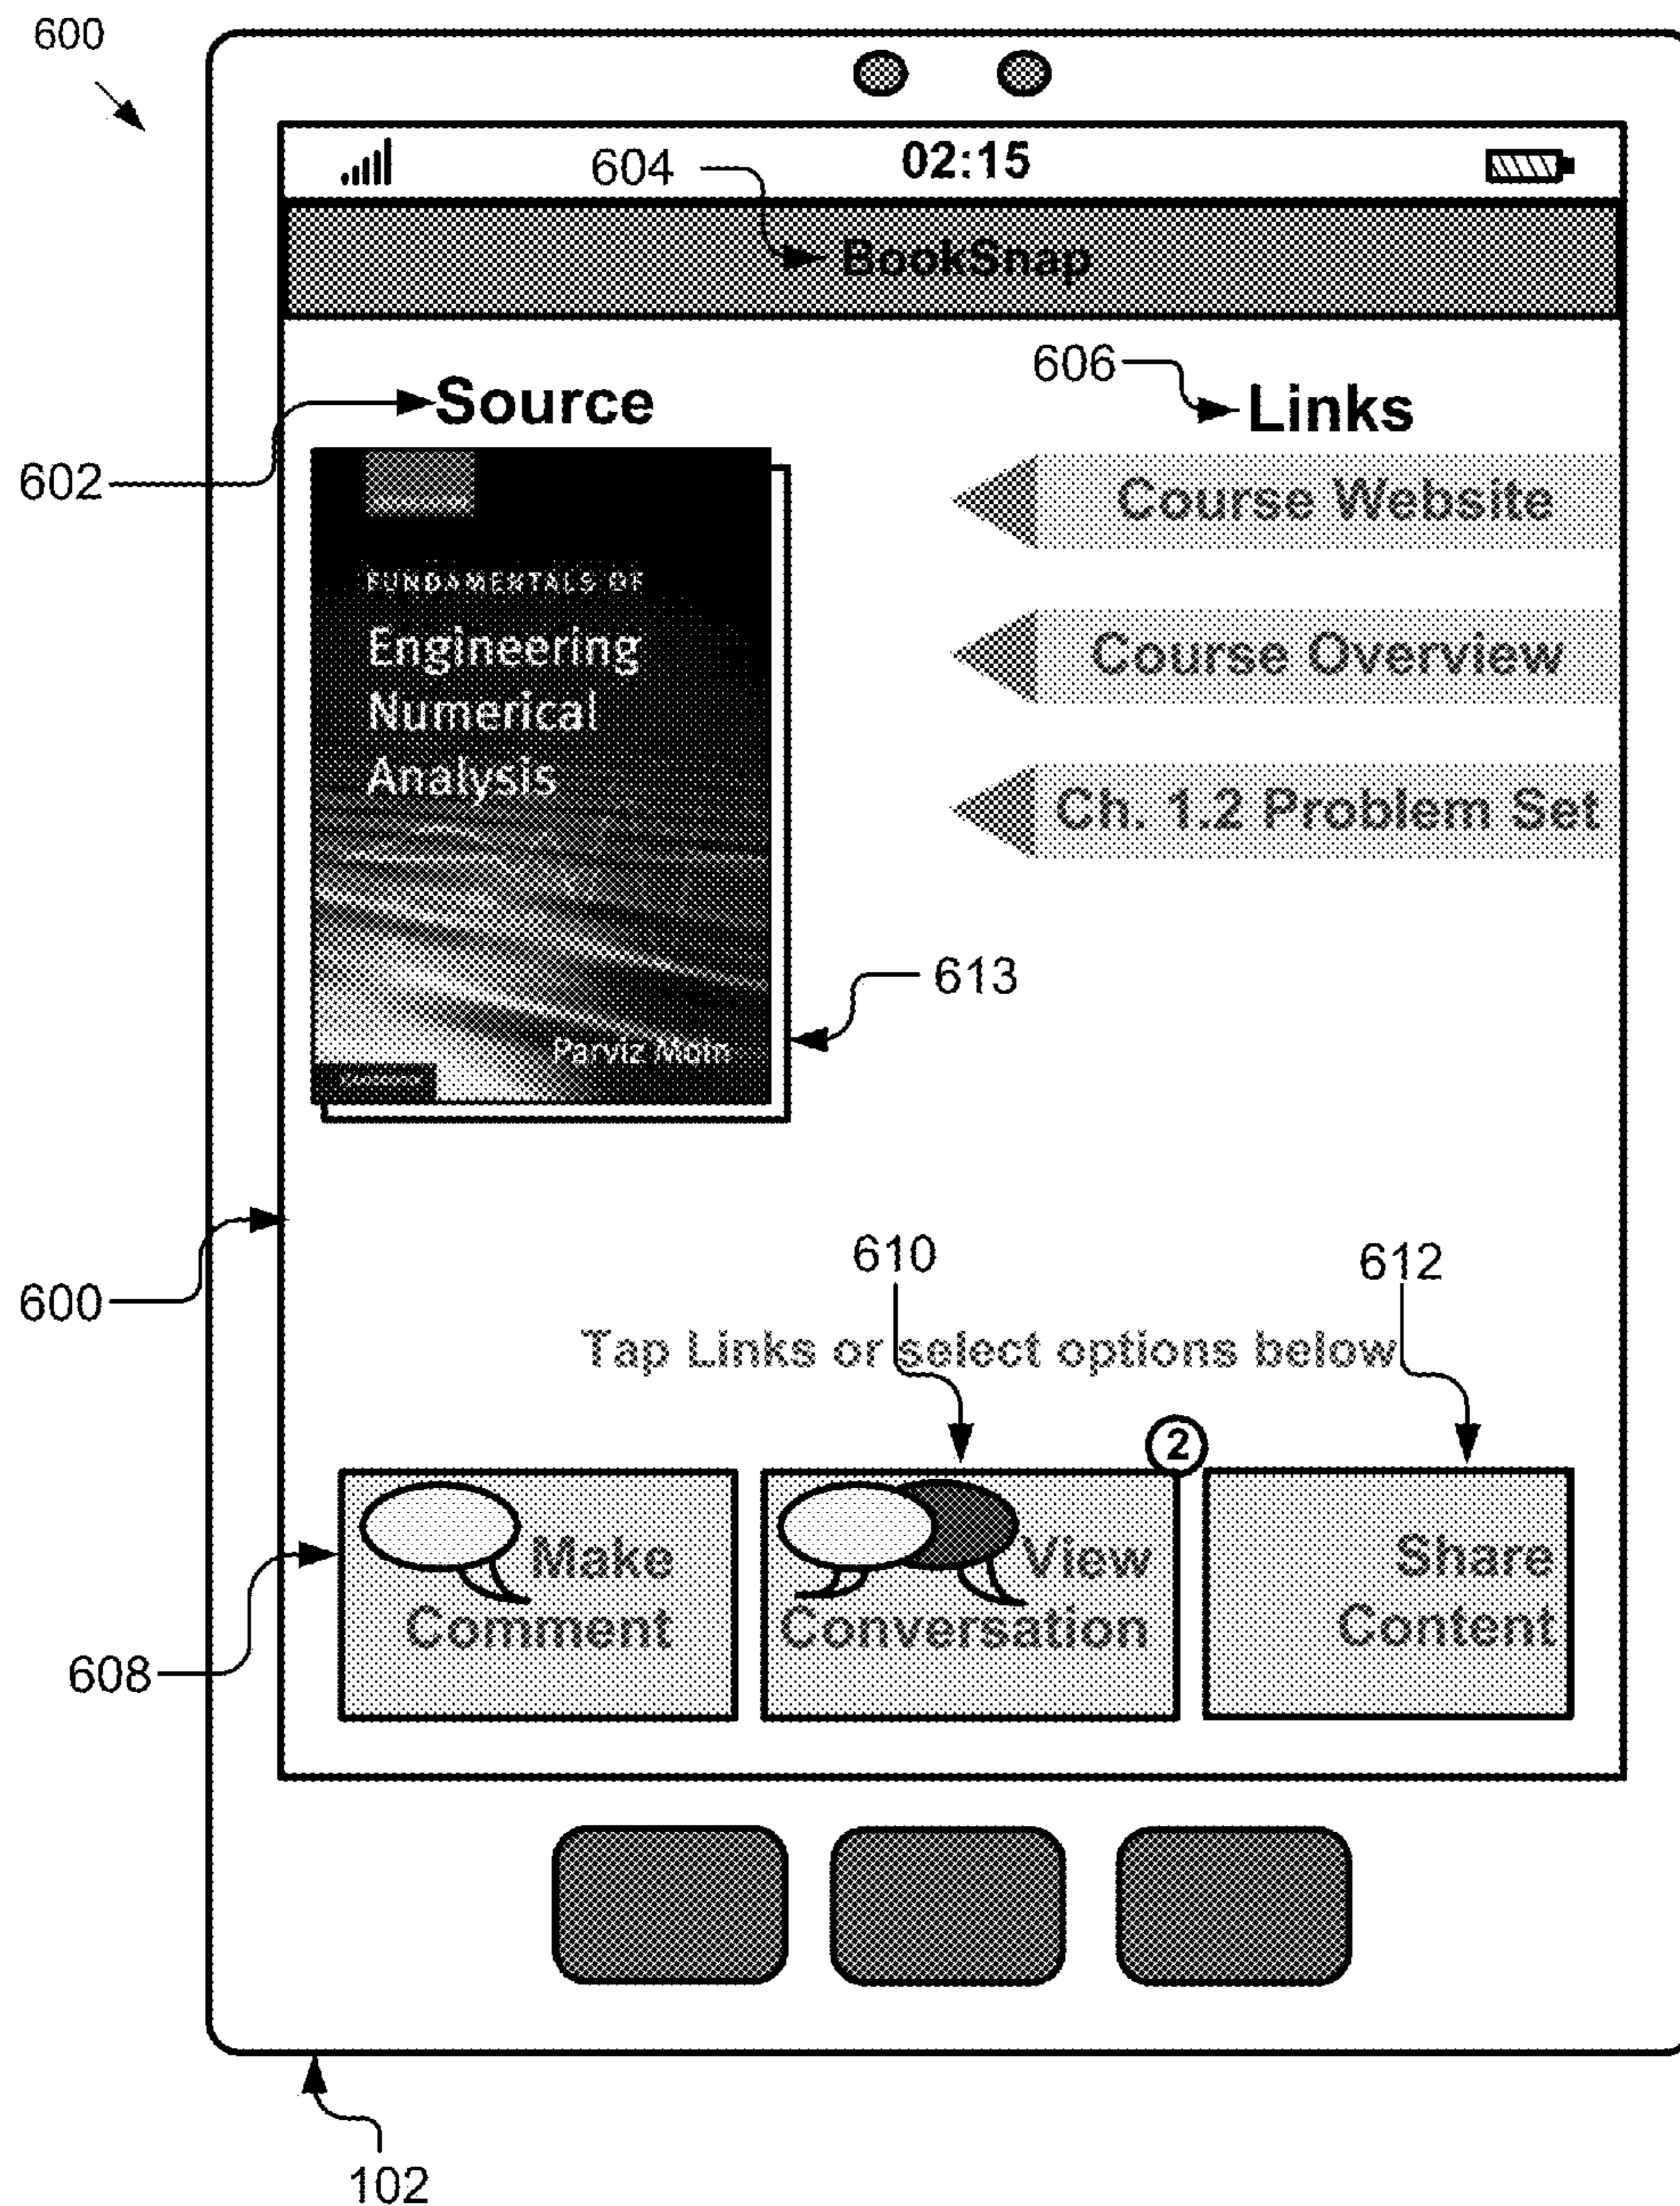 600
02:15
604
BookSnap
606
Source
Links
602
Course Website
FUNDAMENTALS OF
Engineering
Numerical
Analysis
Course Overview
Ch. 1.2 Problem Set
613
Parviz Moin
600
610
612
Tap Links or select options below
2
Make
Comment
View
Conversation
Share
Content
608
102